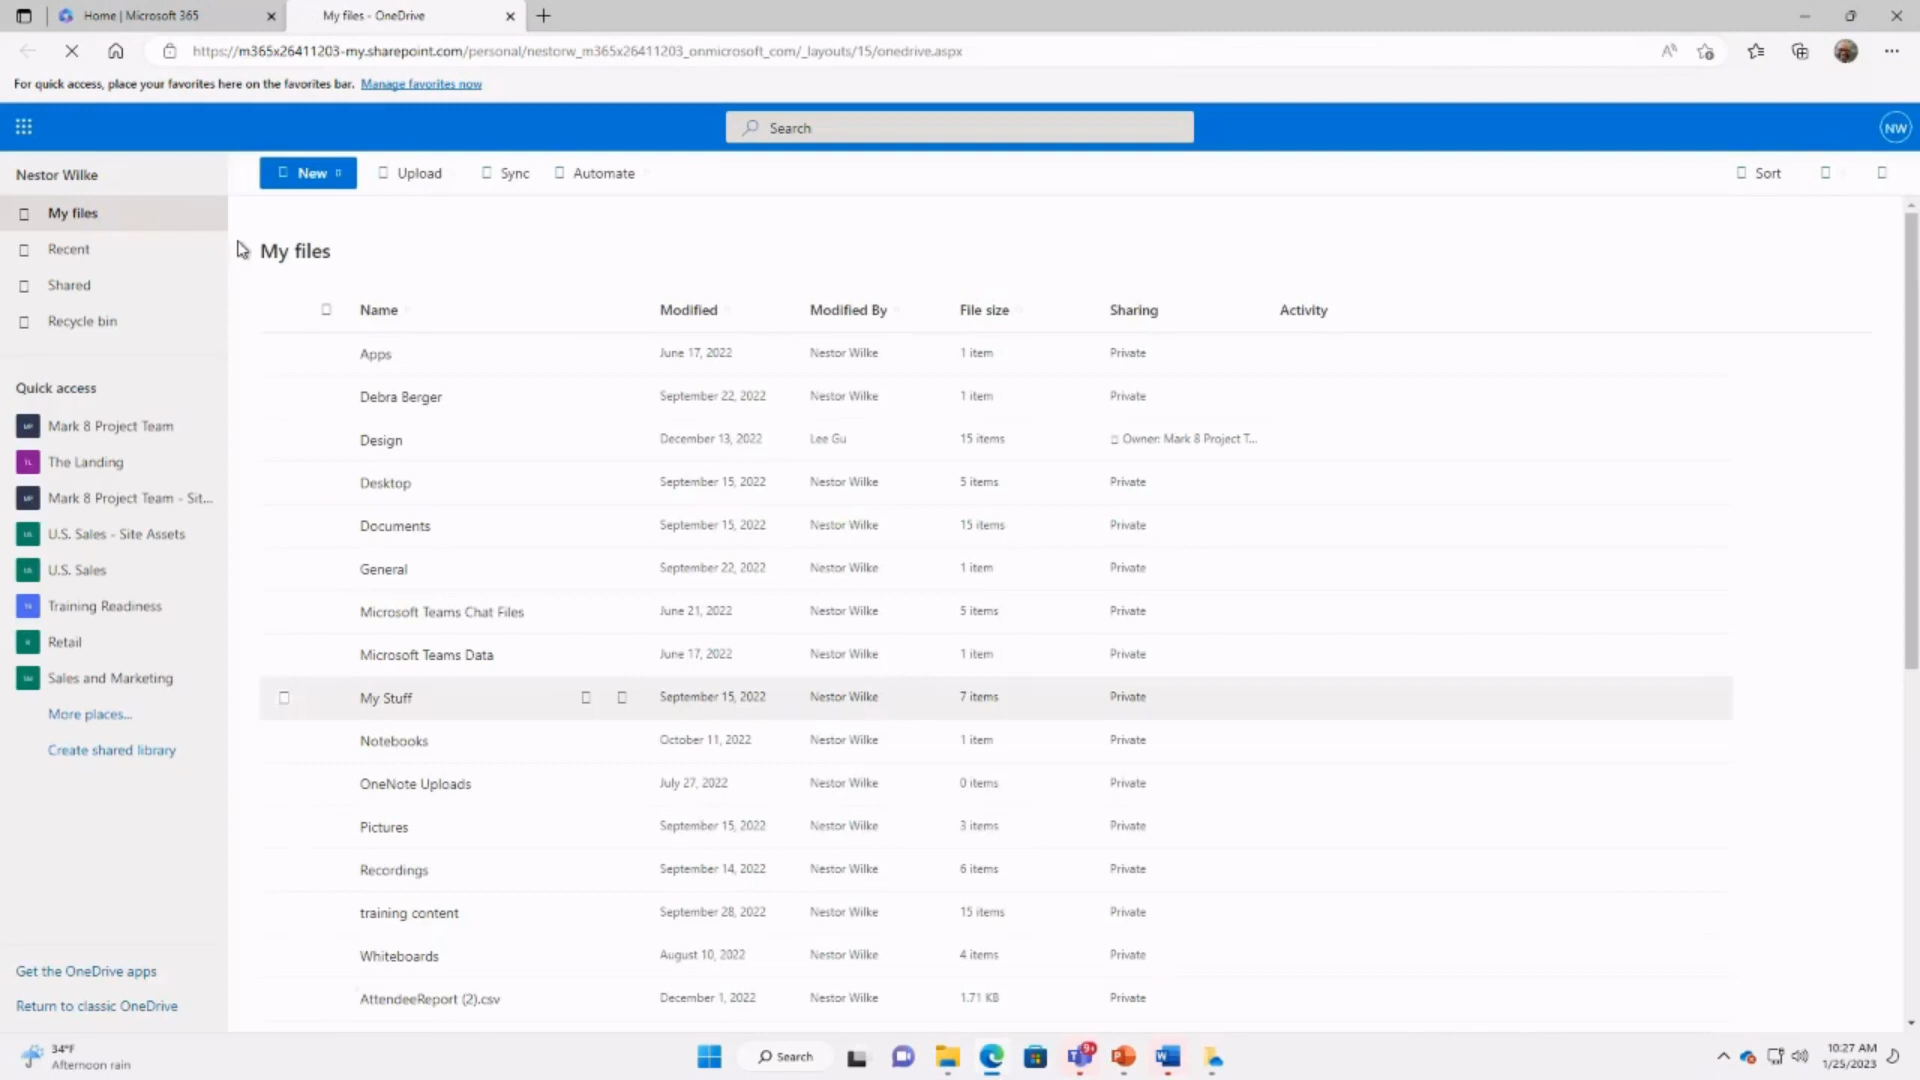 Home | Microsoft 365
My files - OneDrive
https://m365x26411203-my.sharepoint.com/personal/nestorw_m365x26411203_onmicrosoft_com/_layouts/15/onedrive.aspx
For quick access, place your favorites here on the favorites bar. Manage favorites now
Search
NW
Nestor Wilke
New
Upload
Sync
Automate
Sort
My files
Recent
Shared
Recycle bin
Quick access
MP Mark 8 Project Team
TL The Landing
MP Mark 8 Project Team - Sit...
U.S. Sales - Site Assets
U.S. Sales
Training Readiness
R Retail
Sales and Marketing
More places...
Create shared library
Get the OneDrive apps
Return to classic OneDrive
My files
Name Modified Modified By File size Sharing Activity
Apps June 17, 2022 Nestor Wilke 1 item Private
Debra Berger September 22, 2022 Nestor Wilke 1 item Private
Design December 13, 2022 Lee Gu 15 items Owner: Mark 8 Project T...
Desktop September 15, 2022 Nestor Wilke 5 items Private
Documents September 15, 2022 Nestor Wilke 15 items Private
General September 22, 2022 Nestor Wilke 1 item Private
Microsoft Teams Chat Files June 21, 2022 Nestor Wilke 5 items Private
Microsoft Teams Data June 17, 2022 Nestor Wilke 1 item Private
My Stuff September 15, 2022 Nestor Wilke 7 items Private
Notebooks October 11, 2022 Nestor Wilke 1 item Private
OneNote Uploads July 27, 2022 Nestor Wilke 0 items Private
Pictures September 15, 2022 Nestor Wilke 3 items Private
Recordings September 14, 2022 Nestor Wilke 6 items Private
training content September 28, 2022 Nestor Wilke 15 items Private
Whiteboards August 10, 2022 Nestor Wilke 4 items Private
AttendeeReport (2).csv December 1, 2022 Nestor Wilke 1.71 KB Private
34°F
Afternoon rain
Search
9+
10:27 AM
1/25/2023